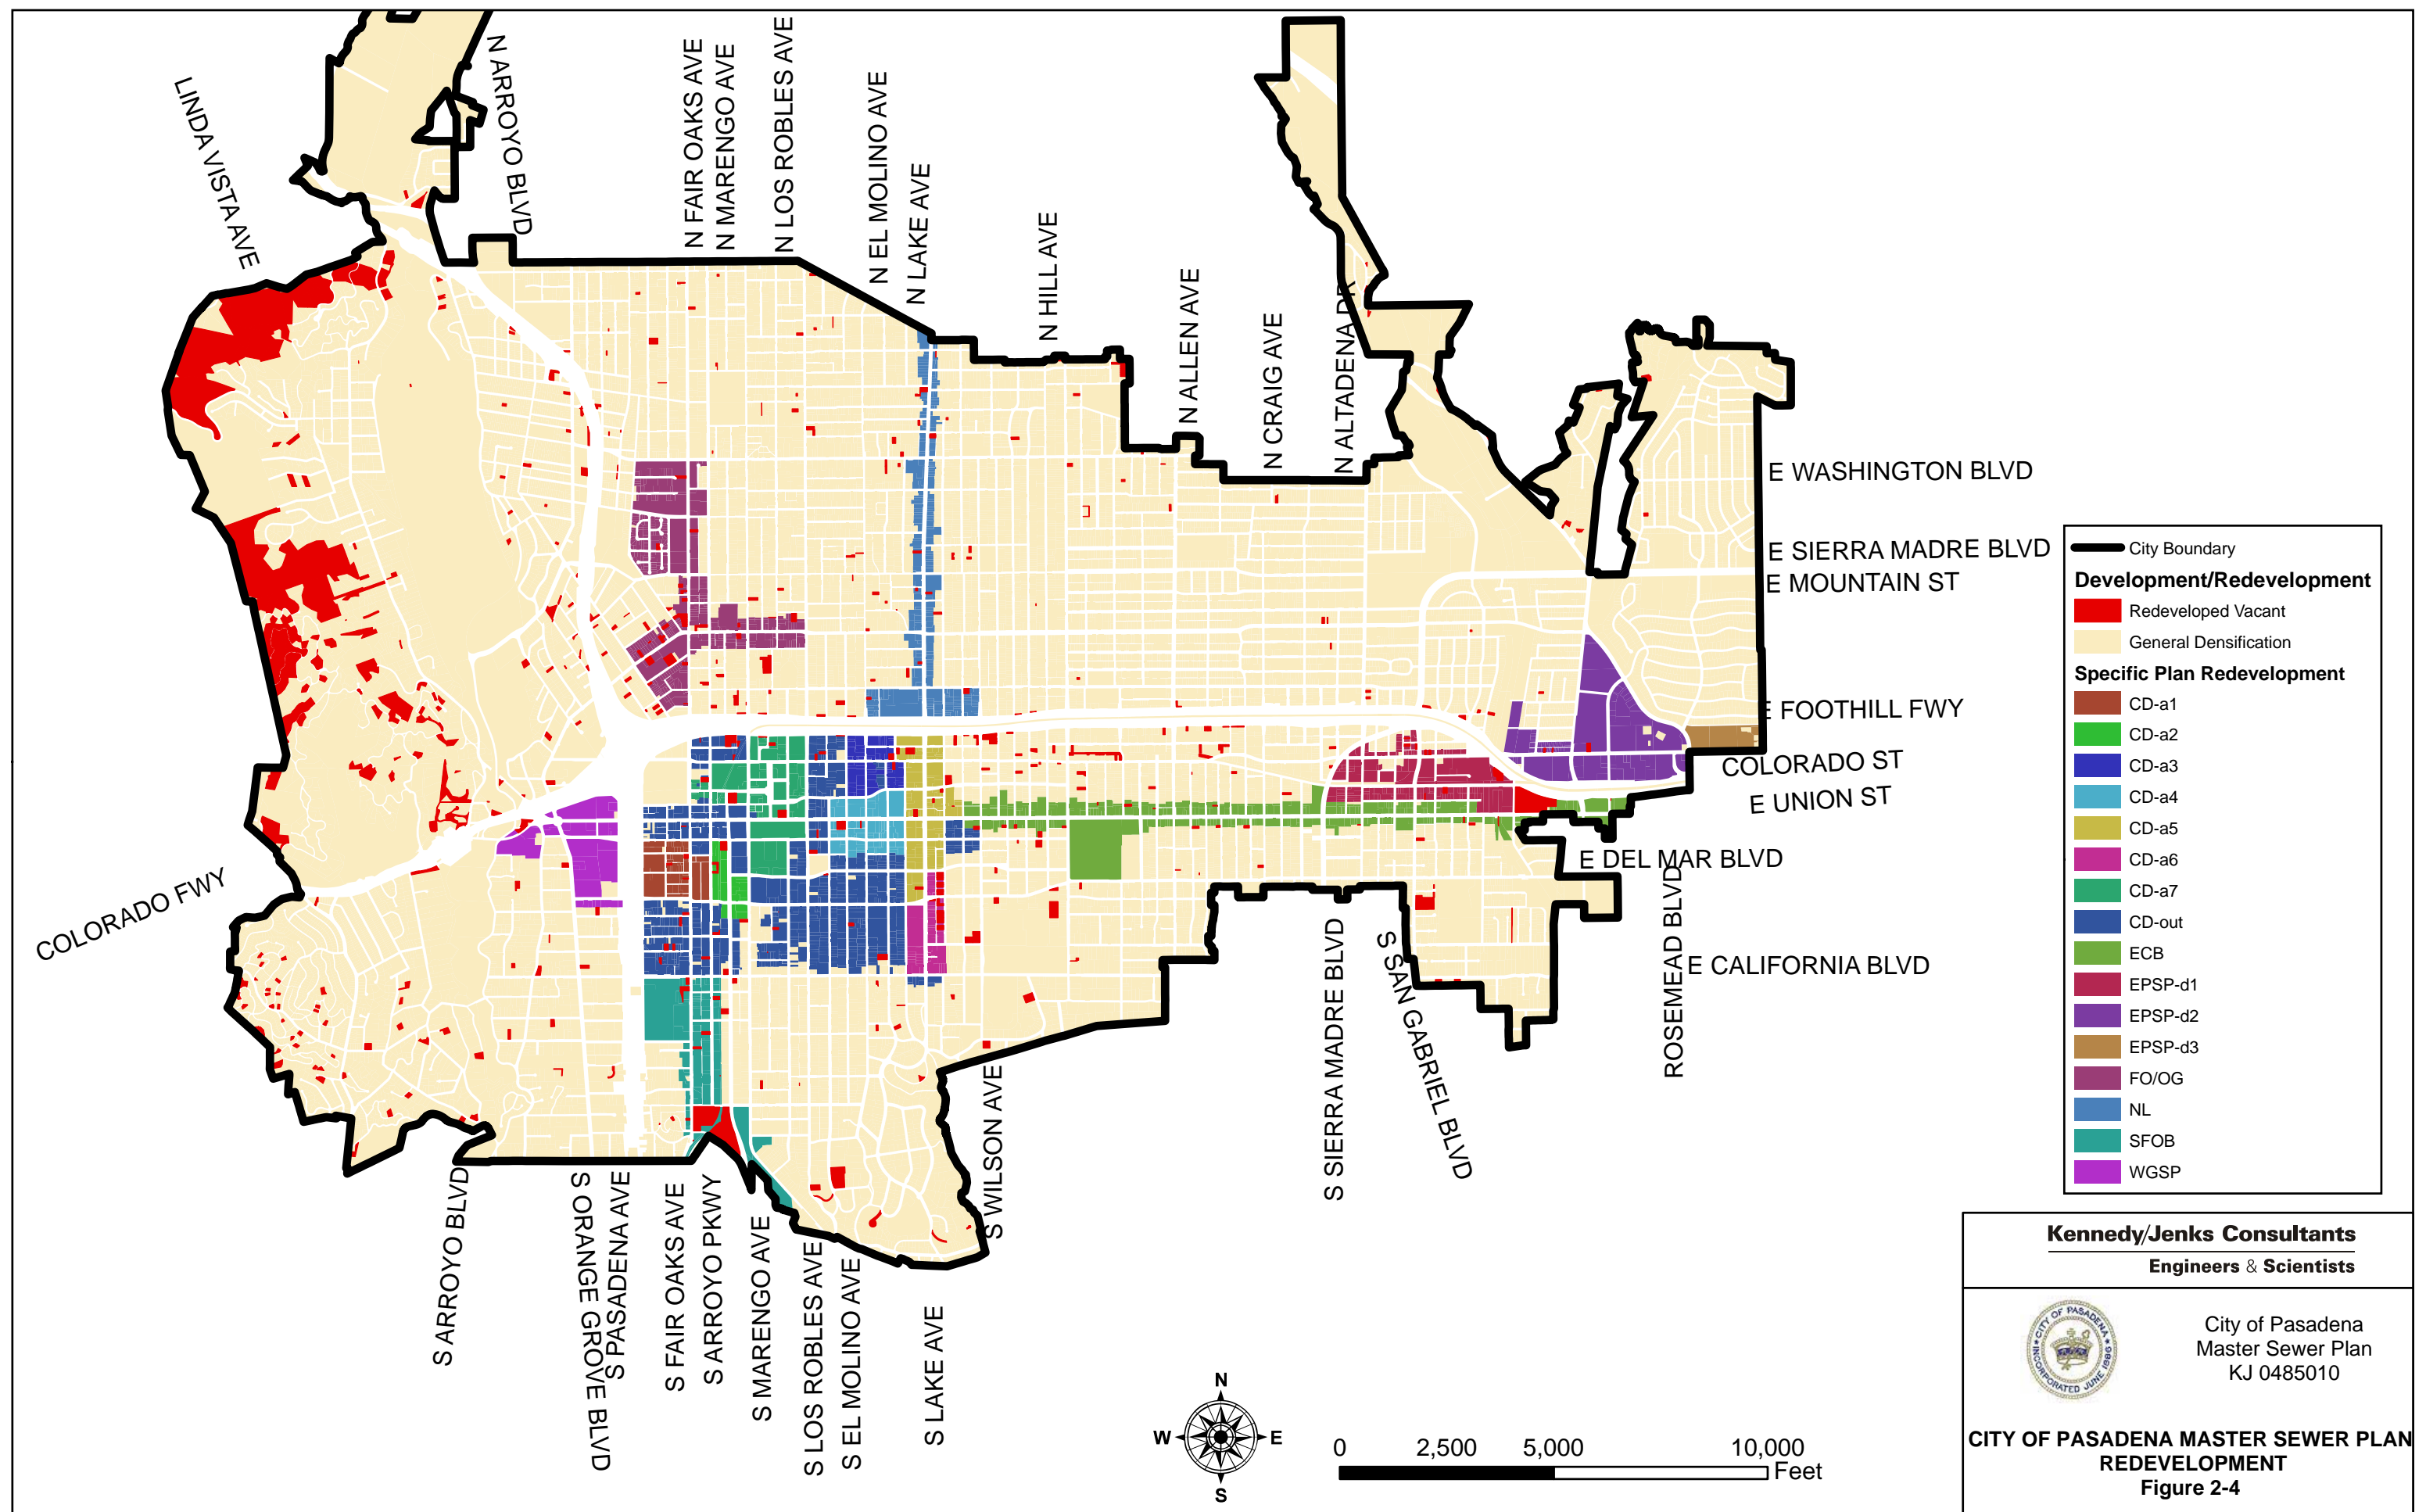 LINDA VISTA AVE
N ARROYO BLVD
N FAIR OAKS AVE
N MARENGO AVE
N LOS ROBLES AVE
N EL MOLINO AVE
N LAKE AVE
N HILL AVE
N ALLEN AVE
N CRAIG AVE
N ALTADENA DR
E WASHINGTON BLVD
E SIERRA MADRE BLVD
E MOUNTAIN ST
E FOOTHILL FWY
COLORADO ST
E UNION ST
E DEL MAR BLVD
ROSEMEAD BLVD
E CALIFORNIA BLVD
COLORADO FWY
S ARROYO BLVD
S ORANGE GROVE BLVD
S PASADENA AVE
S FAIR OAKS AVE
S ARROYO PKWY
S MARENGO AVE
S LOS ROBLES AVE
S EL MOLINO AVE
S LAKE AVE
S WILSON AVE
S SIERRA MADRE BLVD
S SAN GABRIEL BLVD
City Boundary
Development/Redevelopment
Redeveloped Vacant
General Densification
Specific Plan Redevelopment
CD-a1
CD-a2
CD-a3
CD-a4
CD-a5
CD-a6
CD-a7
CD-out
ECB
EPSP-d1
EPSP-d2
EPSP-d3
FO/OG
NL
SFOB
WGSP
N
W E
S
0 2,500 5,000 10,000
Feet
Kennedy/Jenks Consultants
Engineers & Scientists
CITY OF PASADENA
INCORPORATED JUNE 1886
City of Pasadena
Master Sewer Plan
KJ 0485010
CITY OF PASADENA MASTER SEWER PLAN
REDEVELOPMENT
Figure 2-4